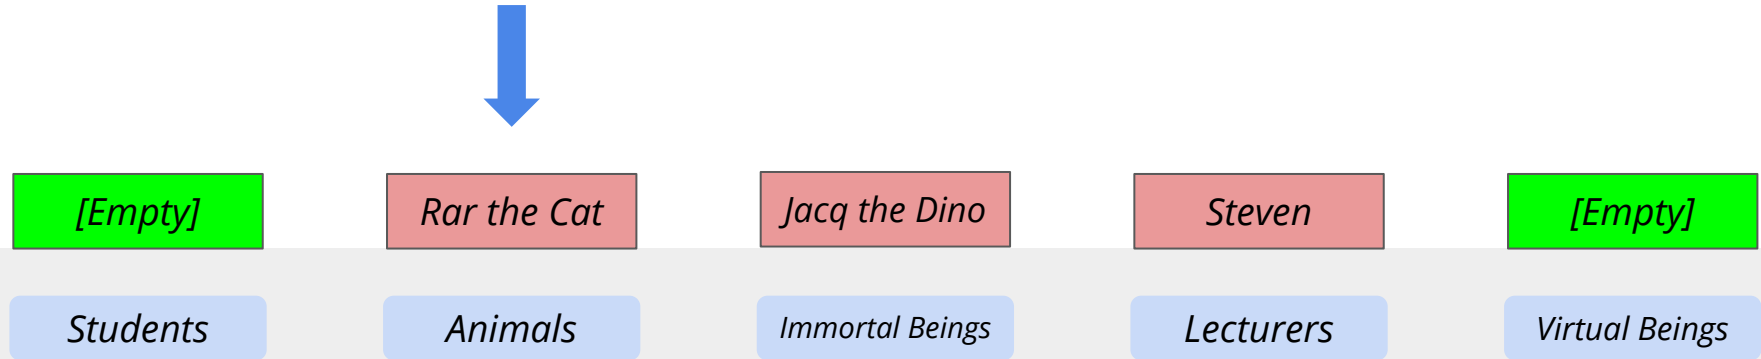 [Empty]
Rar the Cat
Jacq the Dino
Steven
[Empty]
Students
Animals
Immortal Beings
Lecturers
Virtual Beings